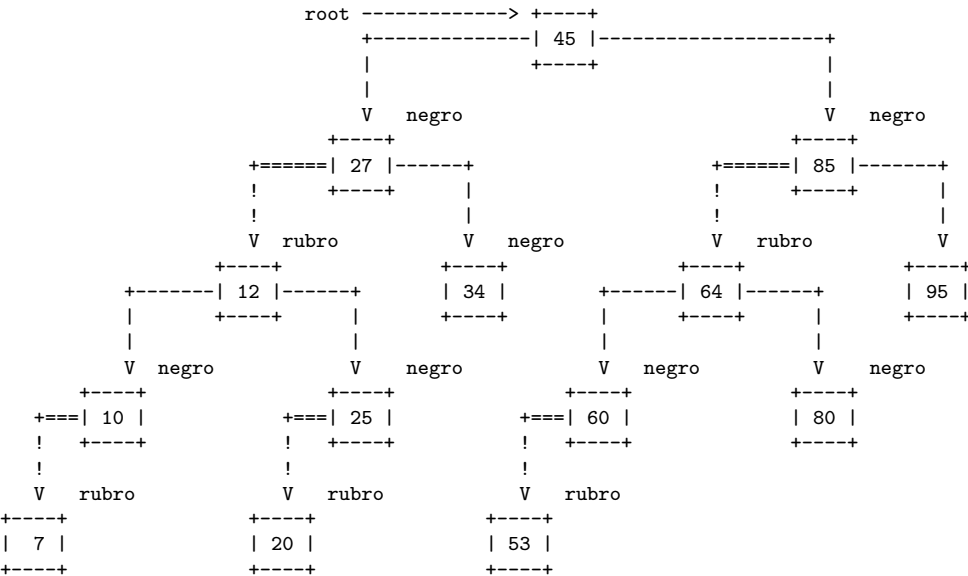 root -------------> +----+
+--------------| 45 |--------------------+
| +----+ |
| |
V negro V negro
+----+ +----+
+======| 27 |------+ +======| 85 |-------+
! +----+ | ! +----+ |
! | ! |
V rubro V negro V rubro V
+----+ +----+ +----+ +----+
+-------| 12 |------+ | 34 | +------| 64 |------+ | 95 |
| +----+ | +----+ | +----+ | +----+
| | | |
V negro V negro V negro V negro
+----+ +----+ +----+ +----+
+===| 10 | +===| 25 | +===| 60 | | 80 |
! +----+ ! +----+ ! +----+ +----+
! ! !
V rubro V rubro V rubro
+----+ +----+ +----+
| 7 | | 20 | | 53 |
+----+ +----+ +----+